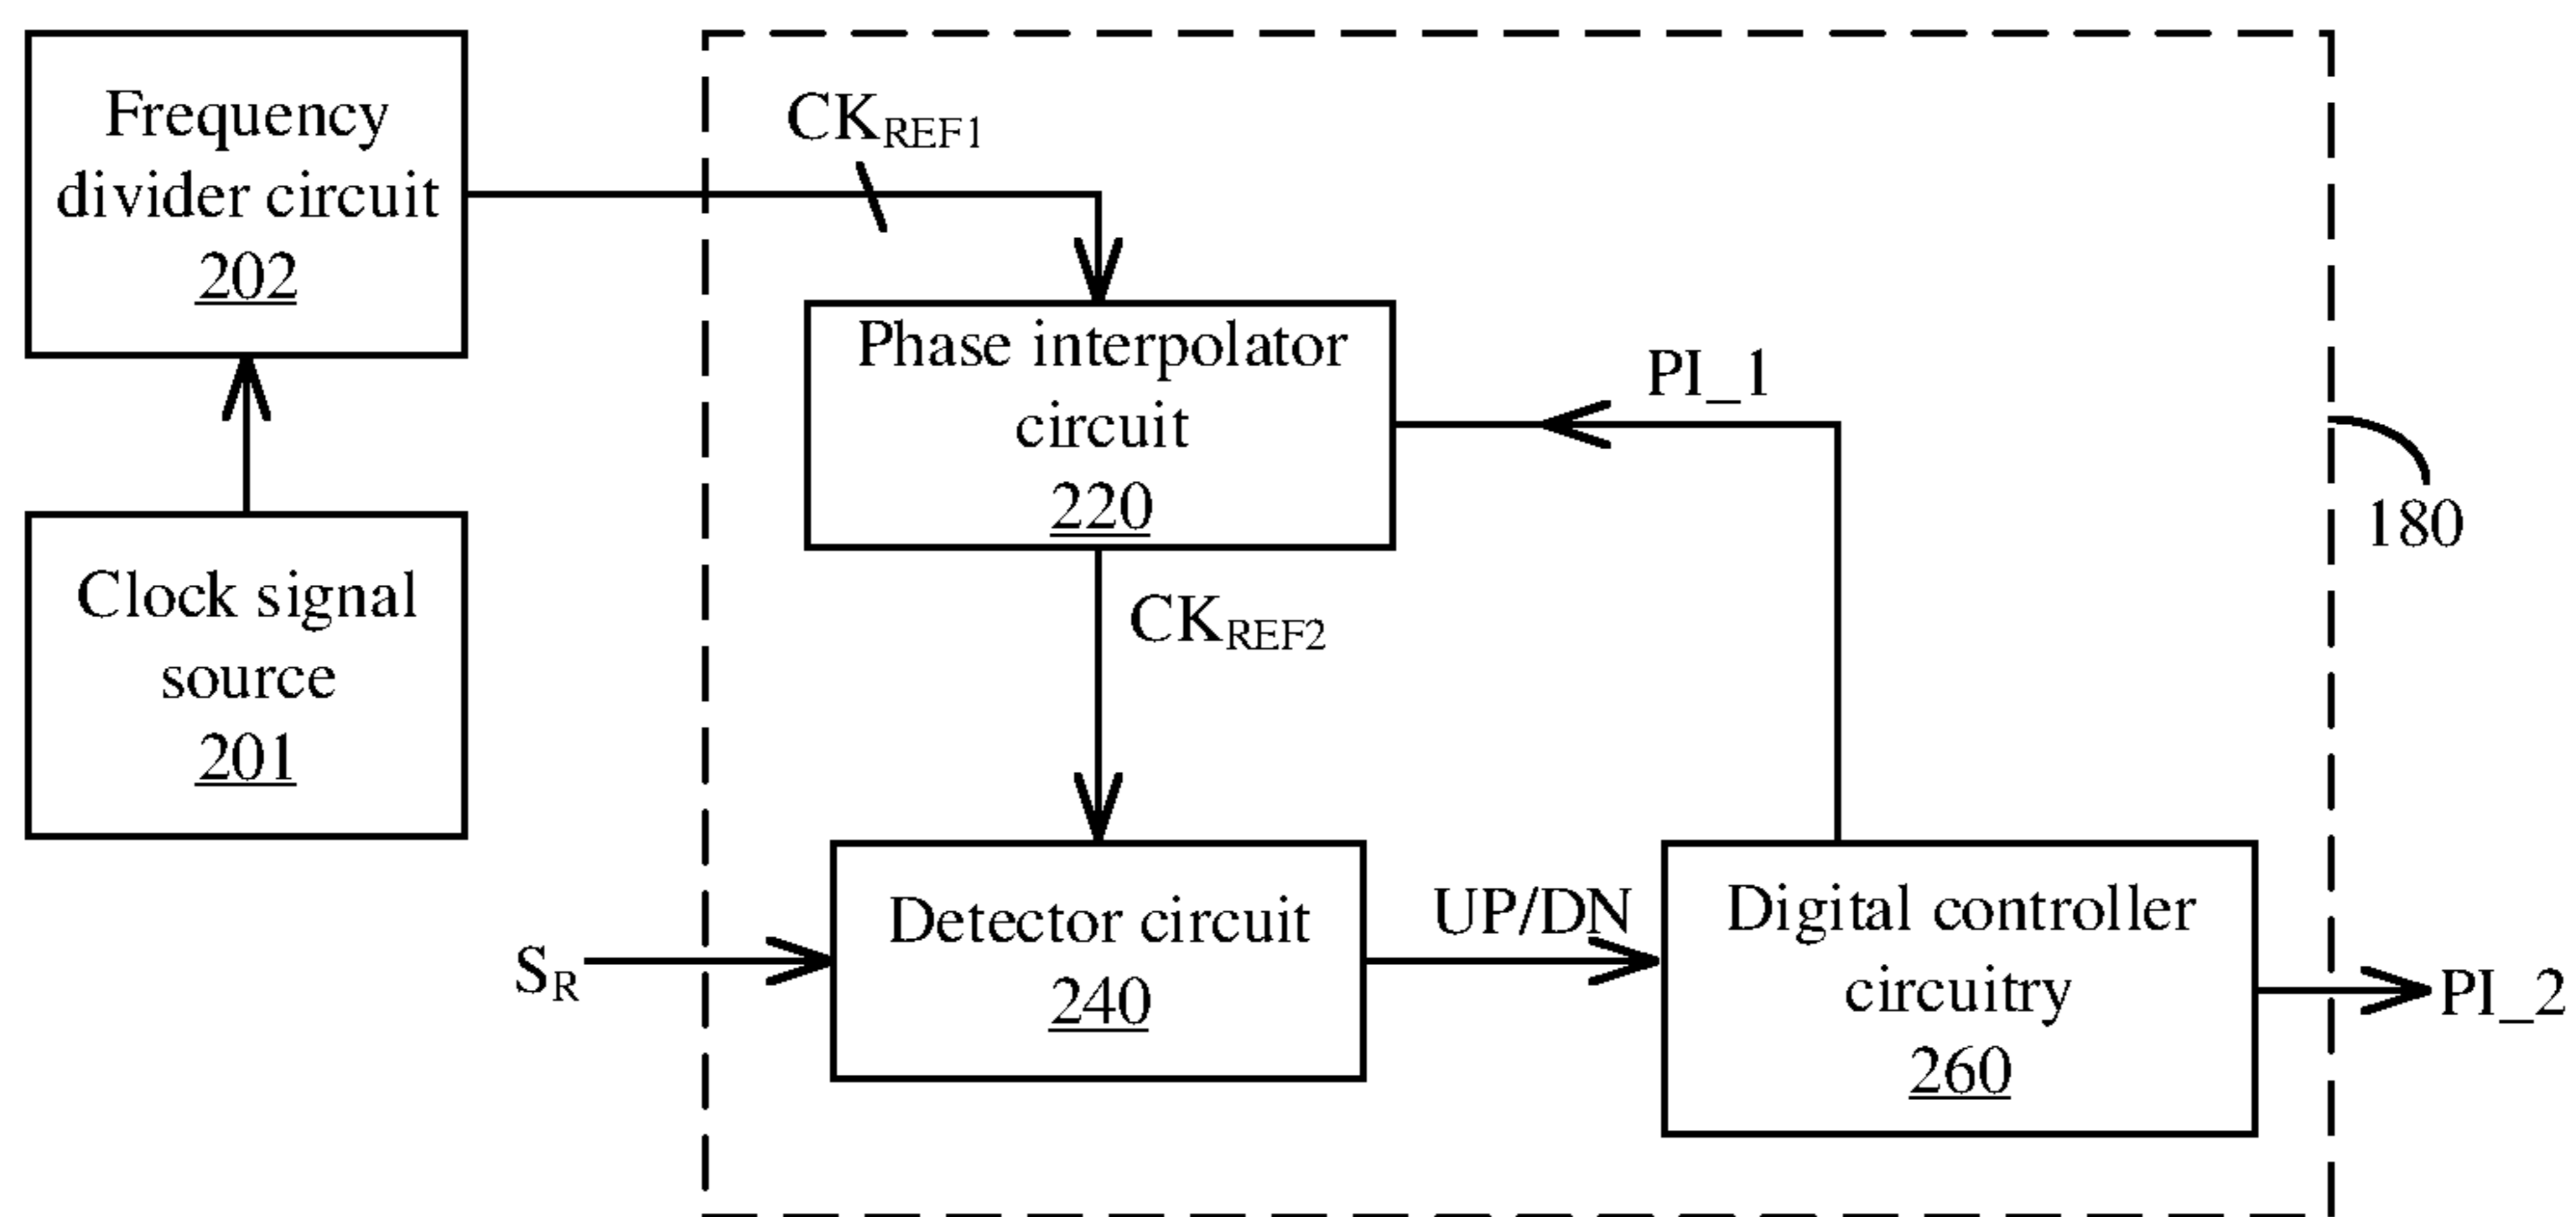 Frequency
divider circuit
202
Clock signal
source
201
CK_REF1
Phase interpolator
circuit
220
PI_1
180
CK_REF2
S_R
Detector circuit
240
UP/DN
Digital controller
circuitry
260
PI_2